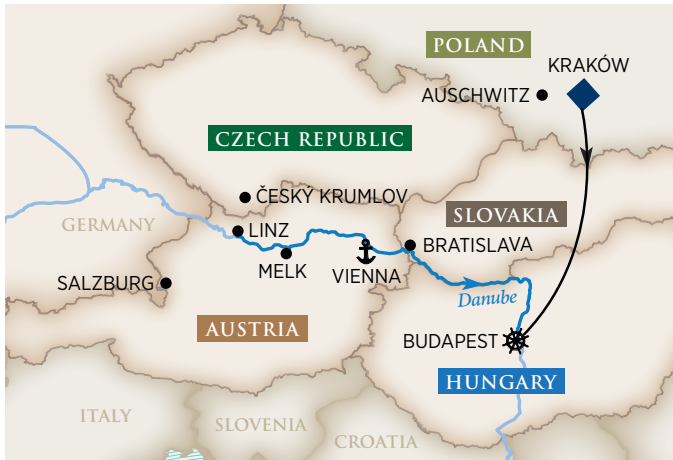 POLAND
KRAKÓW
AUSCHWITZ
CZECH REPUBLIC
ČESKÝ KRUMLOV
SLOVAKIA
GERMANY
LINZ
BRATISLAVA
MELK
VIENNA
SALZBURG
Danube
AUSTRIA
BUDAPEST
HUNGARY
ITALY
SLOVENIA
CROATIA